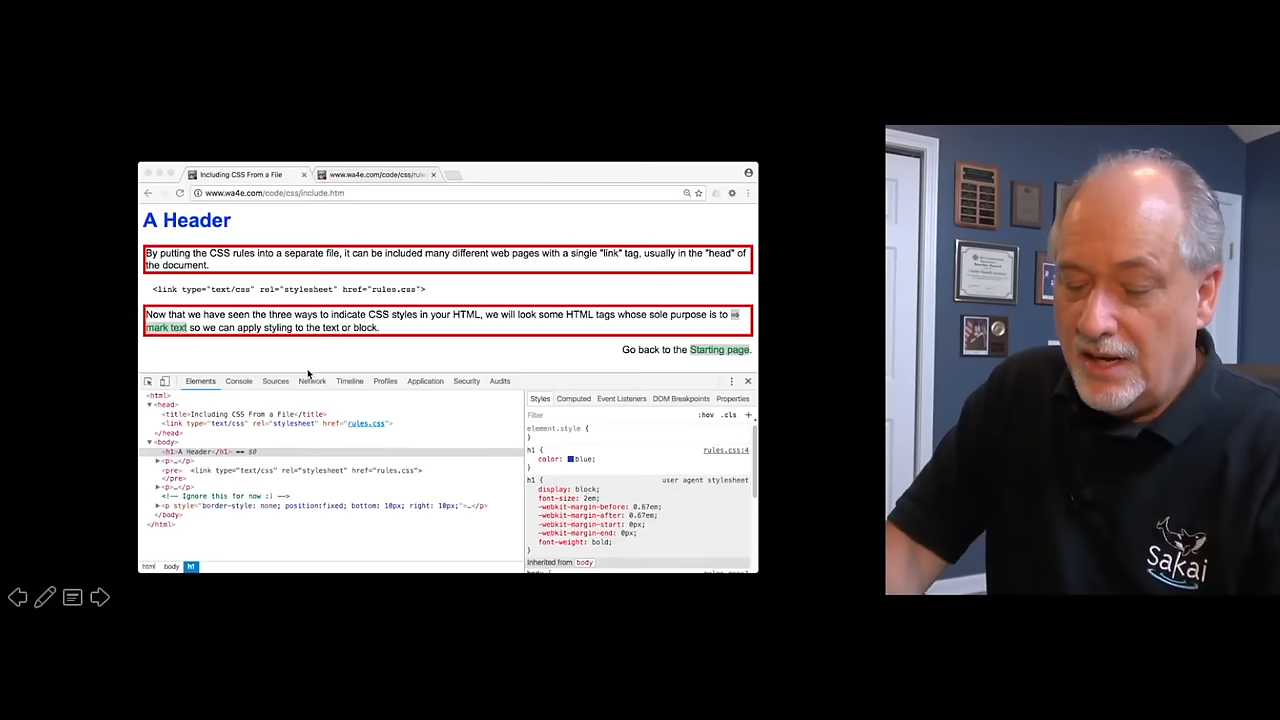 Including CSS From a File
www.wa4e.com/code/css/rule
www.wa4e.com/code/css/include.htm
A Header
By putting the CSS rules into a separate file, it can be included many different web pages with a single "link" tag, usually in the "head" of
the document.
<link type="text/css" rel="stylesheet" href="rules.css">
Now that we have seen the three ways to indicate CSS styles in your HTML, we will look some HTML tags whose sole purpose is to ⇒
mark text so we can apply styling to the text or block.
Go back to the Starting page.
Elements Console Sources Network Timeline Profiles Application Security Audits
<html>
<head>
<title>Including CSS From a File</title>
<link type="text/css" rel="stylesheet" href="rules.css">
</head>
<body>
<h1>A Header</h1> == $0
<p>…</p>
<pre> <link type="text/css" rel="stylesheet" href="rules.css">
</pre>
<p>…</p>
<!-- Ignore this for now :) -->
<p style="border-style: none; position:fixed; bottom: 10px; right: 10px;">…</p>
</body>
</html>
html body h1
Styles Computed Event Listeners DOM Breakpoints Properties
Filter :hov .cls +
element.style {
}
h1 { rules.css:4
color: blue;
}
h1 { user agent stylesheet
display: block;
font-size: 2em;
-webkit-margin-before: 0.67em;
-webkit-margin-after: 0.67em;
-webkit-margin-start: 0px;
-webkit-margin-end: 0px;
font-weight: bold;
}
Inherited from body
Sakai